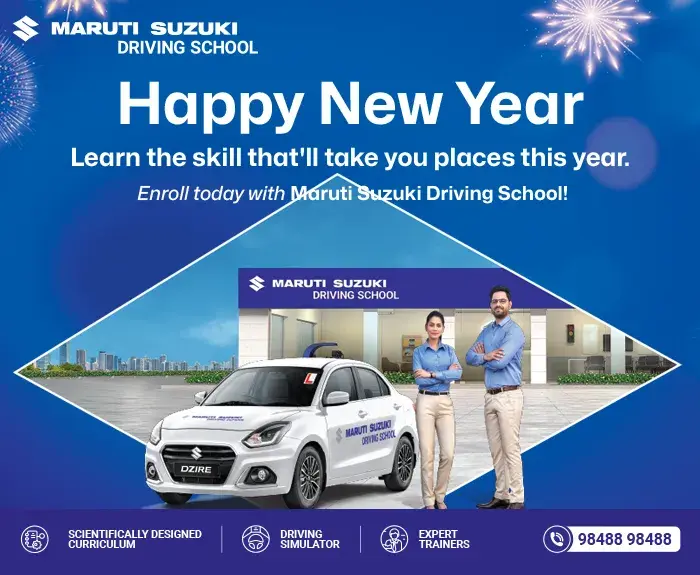 MARUTI SUZUKI
DRIVING SCHOOL
Happy New Year
Learn the skill that'll take you places this year.
Enroll today with Maruti Suzuki Driving School!
MARUTI SUZUKI
DRIVING SCHOOL
L
MARUTI SUZUKI
DRIVING SCHOOL
DZIRE
SCIENTIFICALLY DESIGNED
CURRICULUM
DRIVING
SIMULATOR
EXPERT
TRAINERS
98488 98488